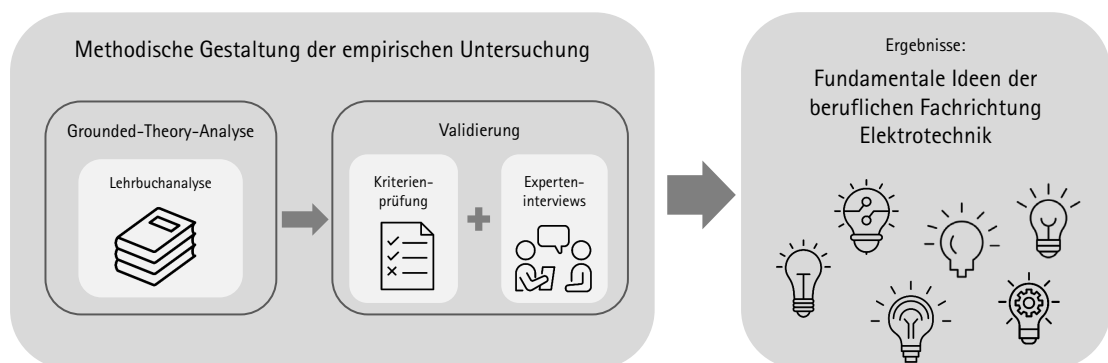 Methodische Gestaltung der empirischen Untersuchung
Grounded-Theory-Analyse
Lehrbuchanalyse
Validierung
Kriterien-
prüfung
Experten-
interviews
Ergebnisse:
Fundamentale Ideen der
beruflichen Fachrichtung
Elektrotechnik